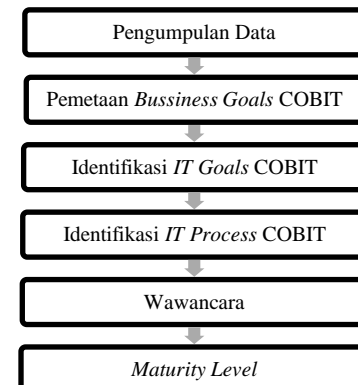 Pengumpulan Data
Pemetaan Bussiness Goals COBIT
Identifikasi IT Goals COBIT
Identifikasi IT Process COBIT
Wawancara
Maturity Level